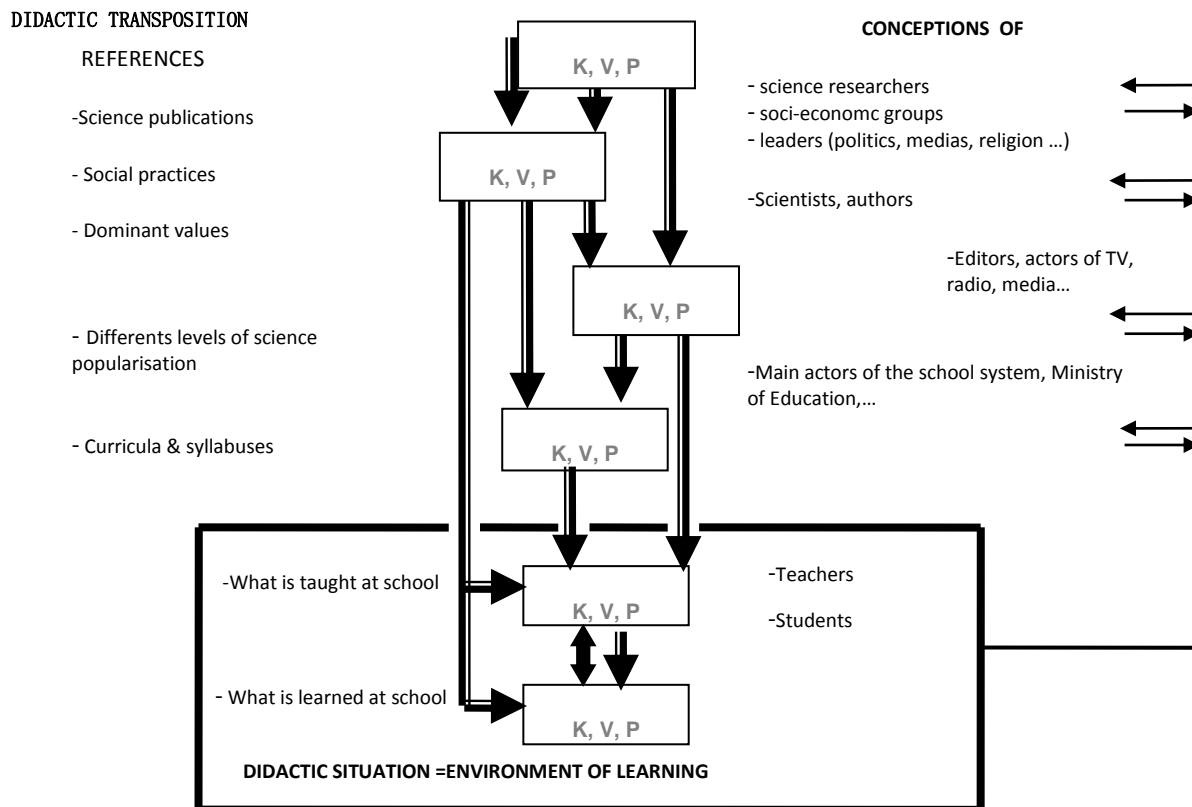 DIDACTIC TRANSPOSITION
REFERENCES
-Science publications
- Social practices
- Dominant values
- Differents levels of science
popularisation
- Curricula & syllabuses
K, V, P
K, V, P
K, V, P
K, V, P
CONCEPTIONS OF
- science researchers
- soci-economc groups
- leaders (politics, medias, religion ...)
-Scientists, authors
-Editors, actors of TV,
radio, media...
-Main actors of the school system, Ministry
of Education,...
-What is taught at school
K, V, P
-Teachers
-Students
- What is learned at school
K, V, P
DIDACTIC SITUATION =ENVIRONMENT OF LEARNING